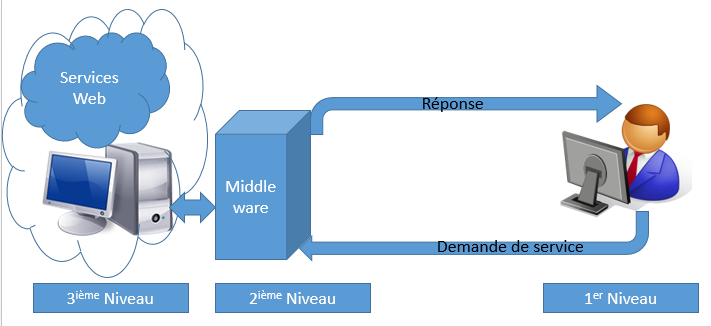 Services
Web
Réponse
Middle
ware
Demande de service
3ième Niveau
2ième Niveau
1er Niveau